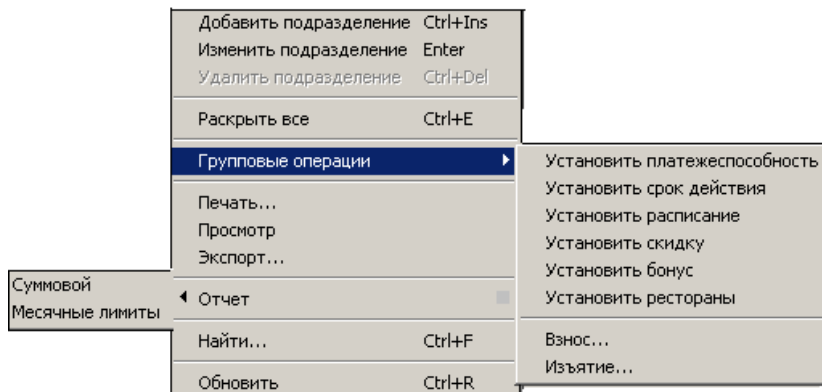 Добавить подразделение Ctrl+Ins
Изменить подразделение Enter
Удалить подразделение Ctrl+Del
Раскрыть все Ctrl+E
Групповые операции
Установить платежеспособность
Установить срок действия
Установить расписание
Установить скидку
Установить бонус
Установить рестораны
Взнос...
Изъятие...
Печать...
Просмотр
Экспорт...
Отчет
Суммовой
Месячные лимиты
Найти... Ctrl+F
Обновить Ctrl+R